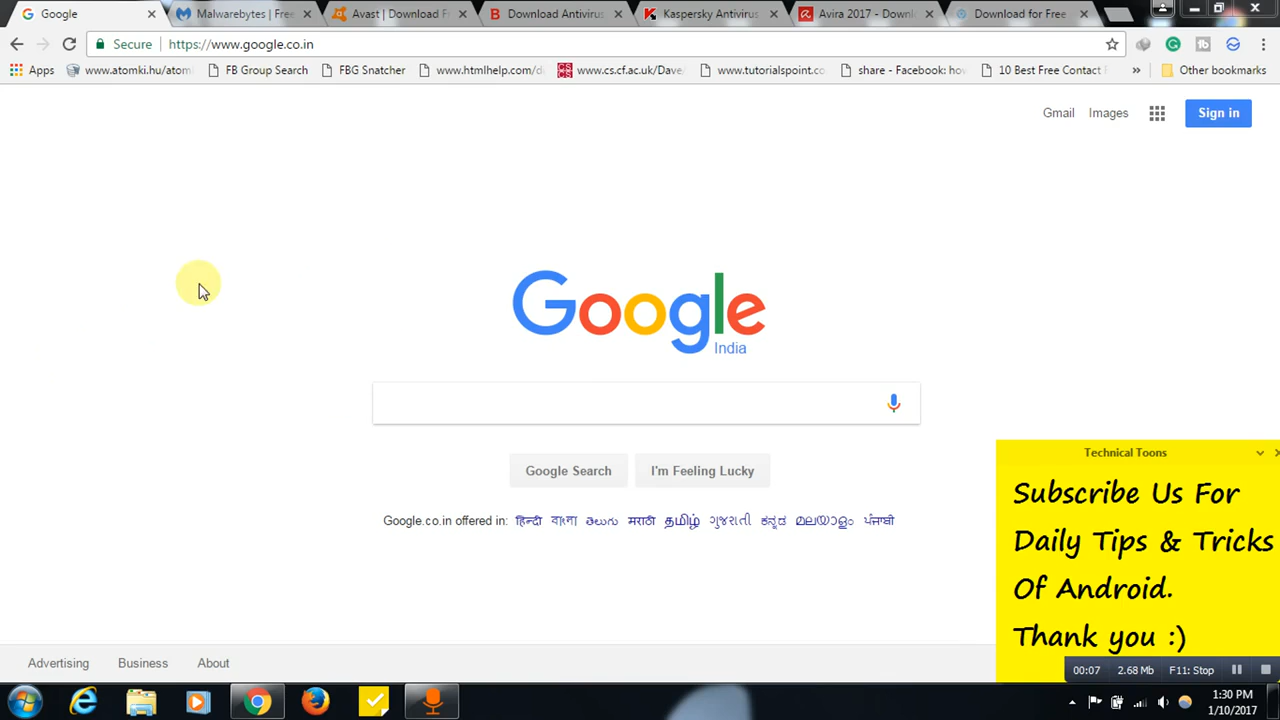 Google
Malwarebytes | Free
Avast | Download F
Download Antivirus
Kaspersky Antivirus
Avira 2017 - Downl
Download for Free
Secure
https://www.google.co.in
Apps
www.atomki.hu/atom
FB Group Search
FBG Snatcher
www.htmlhelp.com/d
www.cs.cf.ac.uk/Dave
www.tutorialspoint.co
share - Facebook: how
10 Best Free Contact
»
Other bookmarks
Gmail
Images
Sign in
Google
India
Google Search
I'm Feeling Lucky
Google.co.in offered in: हिन्दी বাংলা తెలుగు मराठी தமிழ் ગુજરાતી ಕನ್ನಡ മലയാളം ਪੰਜਾਬੀ
Technical Toons
Subscribe Us For
Daily Tips & Tricks
Of Android.
Thank you :)
Advertising
Business
About
00:07
2.68 Mb
F11: Stop
1:30 PM
1/10/2017